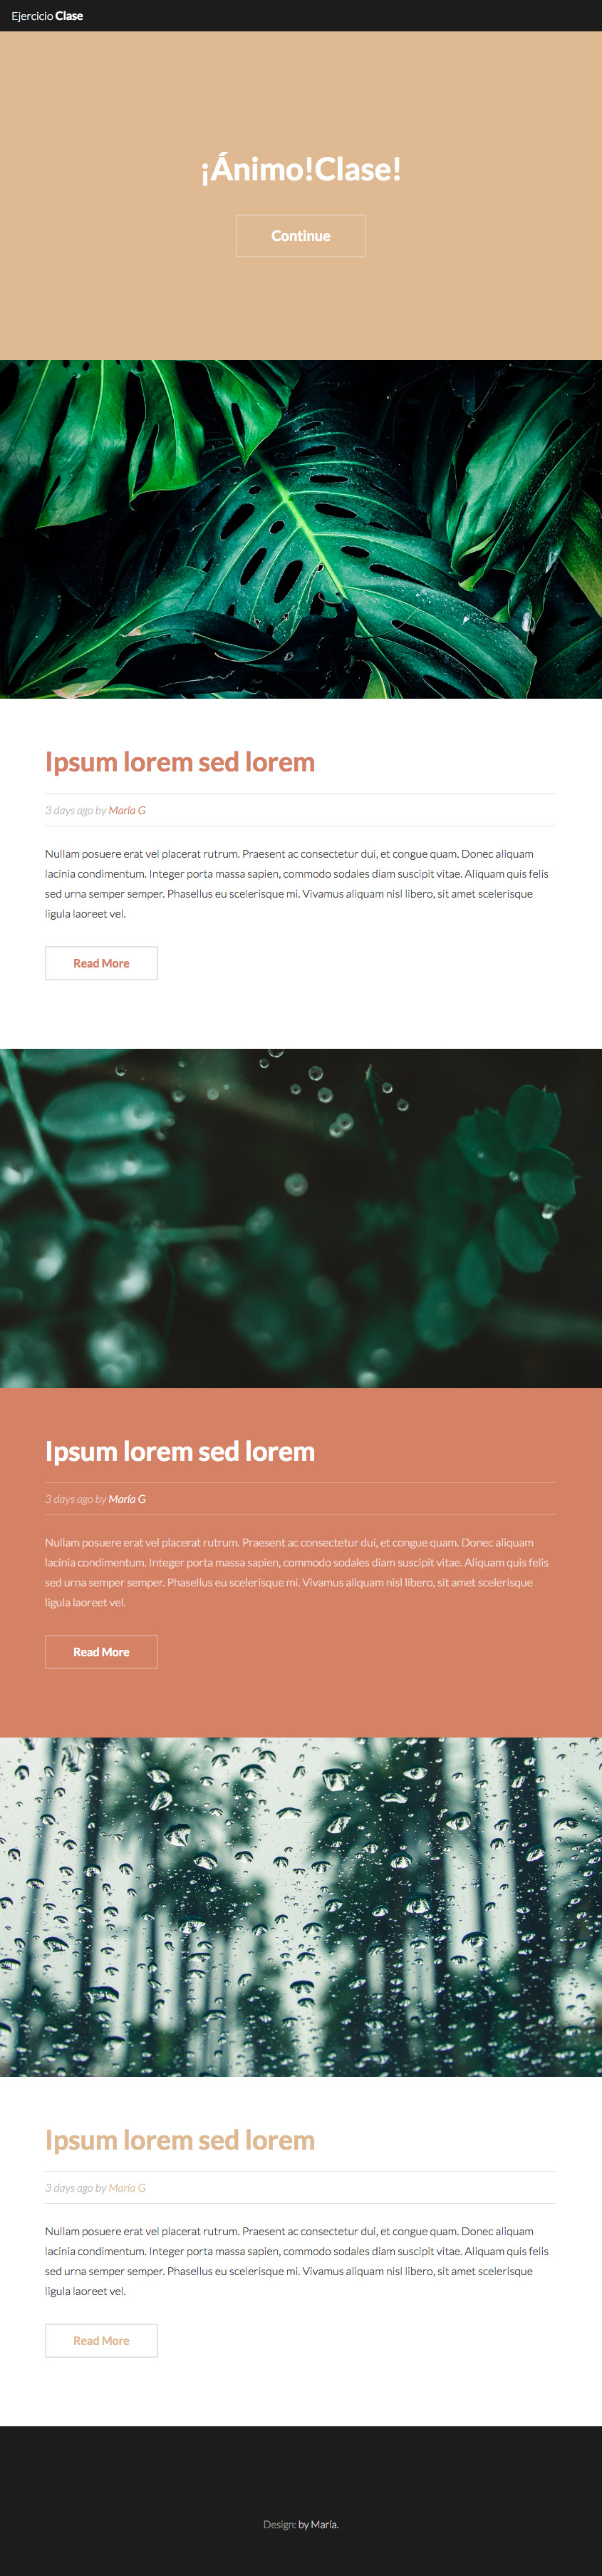 Ejercicio Clase
¡Ánimo!Clase!
Continue
Ipsum lorem sed lorem
3 days ago by María G
Nullam posuere erat vel placerat rutrum. Praesent ac consectetur dui, et congue quam. Donec aliquam
lacinia condimentum. Integer porta massa sapien, commodo sodales diam suscipit vitae. Aliquam quis felis
sed urna semper semper. Phasellus eu scelerisque mi. Vivamus aliquam nisl libero, sit amet scelerisque
ligula laoreet vel.
Read More
Ipsum lorem sed lorem
3 days ago by María G
Nullam posuere erat vel placerat rutrum. Praesent ac consectetur dui, et congue quam. Donec aliquam
lacinia condimentum. Integer porta massa sapien, commodo sodales diam suscipit vitae. Aliquam quis felis
sed urna semper semper. Phasellus eu scelerisque mi. Vivamus aliquam nisl libero, sit amet scelerisque
ligula laoreet vel.
Read More
Ipsum lorem sed lorem
3 days ago by María G
Nullam posuere erat vel placerat rutrum. Praesent ac consectetur dui, et congue quam. Donec aliquam
lacinia condimentum. Integer porta massa sapien, commodo sodales diam suscipit vitae. Aliquam quis felis
sed urna semper semper. Phasellus eu scelerisque mi. Vivamus aliquam nisl libero, sit amet scelerisque
ligula laoreet vel.
Read More
Design: by María.